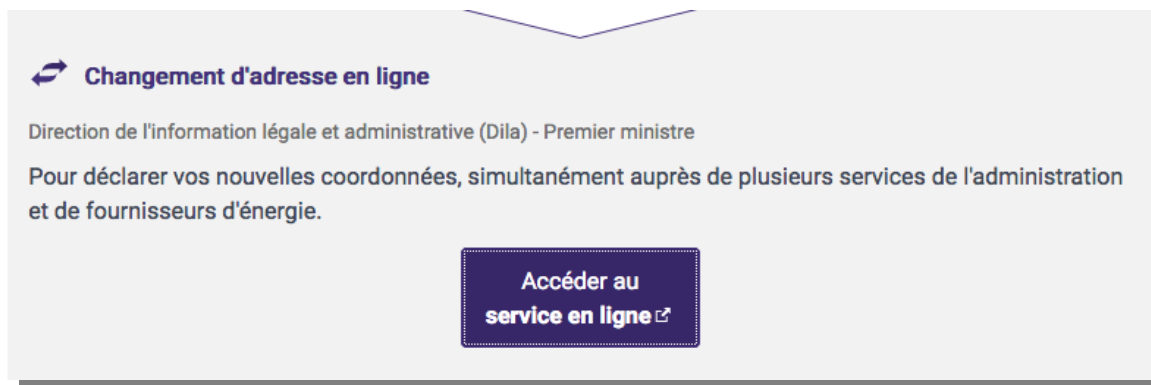 Changement d'adresse en ligne
Direction de l'information légale et administrative (Dila) - Premier ministre
Pour déclarer vos nouvelles coordonnées, simultanément auprès de plusieurs services de l'administration
et de fournisseurs d'énergie.
Accéder au
service en ligne